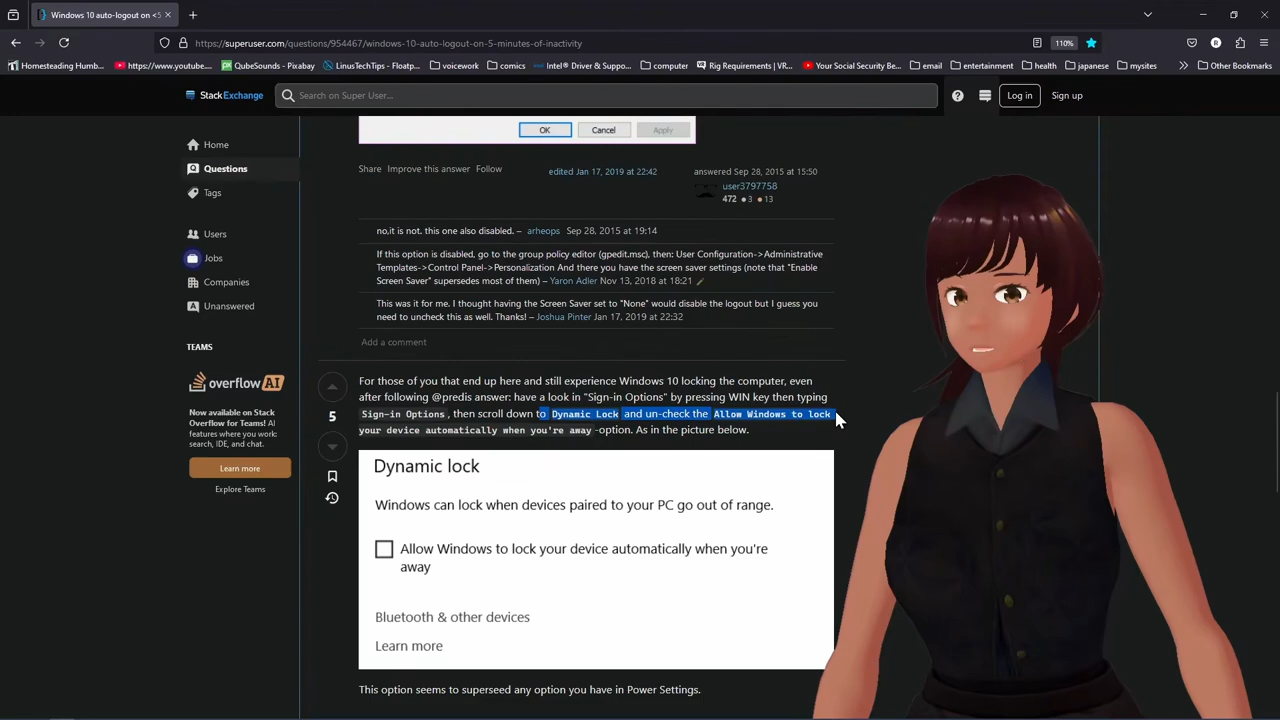 Windows 10 auto-logout on <5
https://superuser.com/questions/954467/windows-10-auto-logout-on-5-minutes-of-inactivity
110%
R
Homesteading Humb...
https://www.youtube....
QubeSounds - Pixabay
LinusTechTips - Floatp...
voicework
comics
Intel® Driver & Suppo...
computer
Rig Requirements | VR...
Your Social Security Be...
email
entertainment
health
japanese
mysites
Other Bookmarks
StackExchange
Search on Super User...
Log in
Sign up
Home
Questions
Tags
Users
Jobs
Companies
Unanswered
TEAMS
overflow AI
Now available on Stack
Overflow for Teams! AI
features where you work:
search, IDE, and chat.
Learn more
Explore Teams
OK
Cancel
Apply
Share Improve this answer Follow
edited Jan 17, 2019 at 22:42
answered Sep 28, 2015 at 15:50
user3797758
472 ●3 ●13
no,it is not. this one also disabled. – arheops Sep 28, 2015 at 19:14
If this option is disabled, go to the group policy editor (gpedit.msc), then: User Configuration->Administrative
Templates->Control Panel->Personalization And there you have the screen saver settings (note that "Enable
Screen Saver" supersedes most of them) – Yaron Adler Nov 13, 2018 at 18:21
This was it for me. I thought having the Screen Saver set to "None" would disable the logout but I guess you
need to uncheck this as well. Thanks! – Joshua Pinter Jan 17, 2019 at 22:32
Add a comment
5
For those of you that end up here and still experience Windows 10 locking the computer, even
after following @predis answer: have a look in "Sign-in Options" by pressing WIN key then typing
Sign-in Options, then scroll down to Dynamic Lock and un-check the Allow Windows to lock
your device automatically when you're away -option. As in the picture below.
Dynamic lock
Windows can lock when devices paired to your PC go out of range.
Allow Windows to lock your device automatically when you're
away
Bluetooth & other devices
Learn more
This option seems to superseed any option you have in Power Settings.